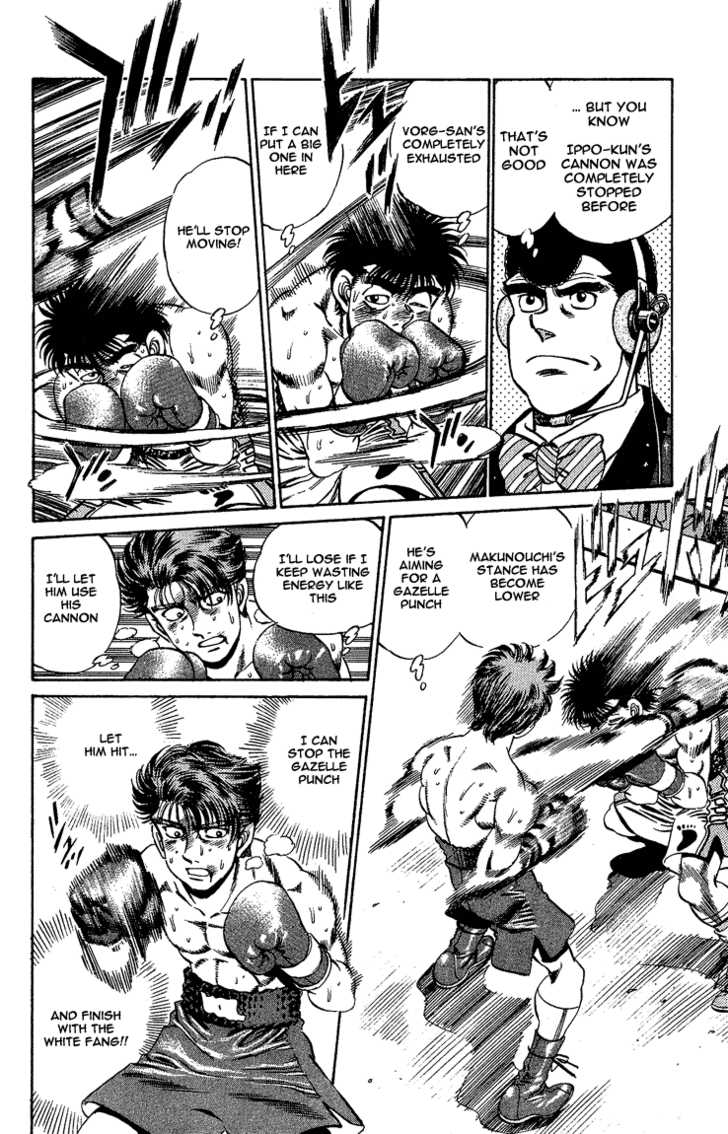 ... BUT YOU
KNOW
IPPO-KUN'S
CANNON WAS
COMPLETELY
STOPPED
BEFORE
THAT'S
NOT
GOOD
VORG-SAN'S
COMPLETELY
EXHAUSTED
IF I CAN
PUT A BIG
ONE IN
HERE
HE'LL STOP
MOVING!
MAKUNOUCHI'S
STANCE HAS
BECOME
LOWER
HE'S
AIMING
FOR A
GAZELLE
PUNCH
I'LL LOSE IF I
KEEP WASTING
ENERGY LIKE
THIS
I'LL LET
HIM USE
HIS
CANNON
I CAN
STOP THE
GAZELLE
PUNCH
LET
HIM HIT...
AND FINISH
WITH THE
WHITE FANG!!